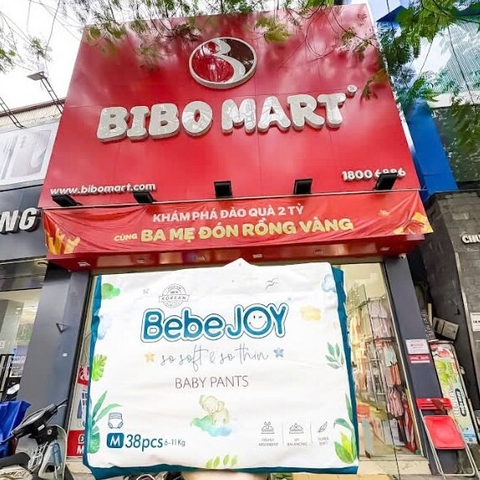 BIBO MART
www.bibomart.com
1800 6886
KHÁM PHÁ ĐẢO QUÀ 2 TỶ
CÙNG BA MẸ ĐÓN RỒNG VÀNG
KOREAN
BebeJOY
so soft & so thin
BABY PANTS
M 38pcs 6-11Kg